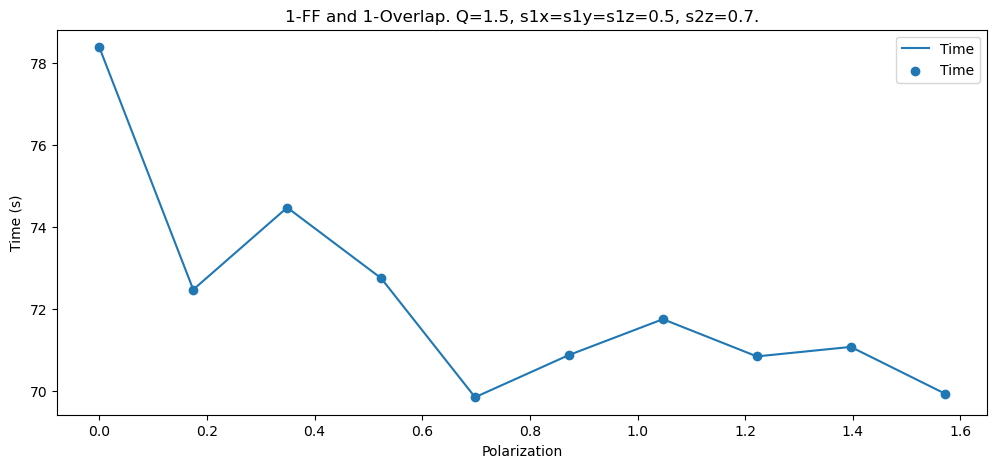 1-FF and 1-Overlap. Q=1.5, s1x=s1y=s1z=0.5, s2z=0.7.
Time
Time
Time (s)
78
76
74
72
70
0.0 0.2 0.4 0.6 0.8 1.0 1.2 1.4 1.6
Polarization